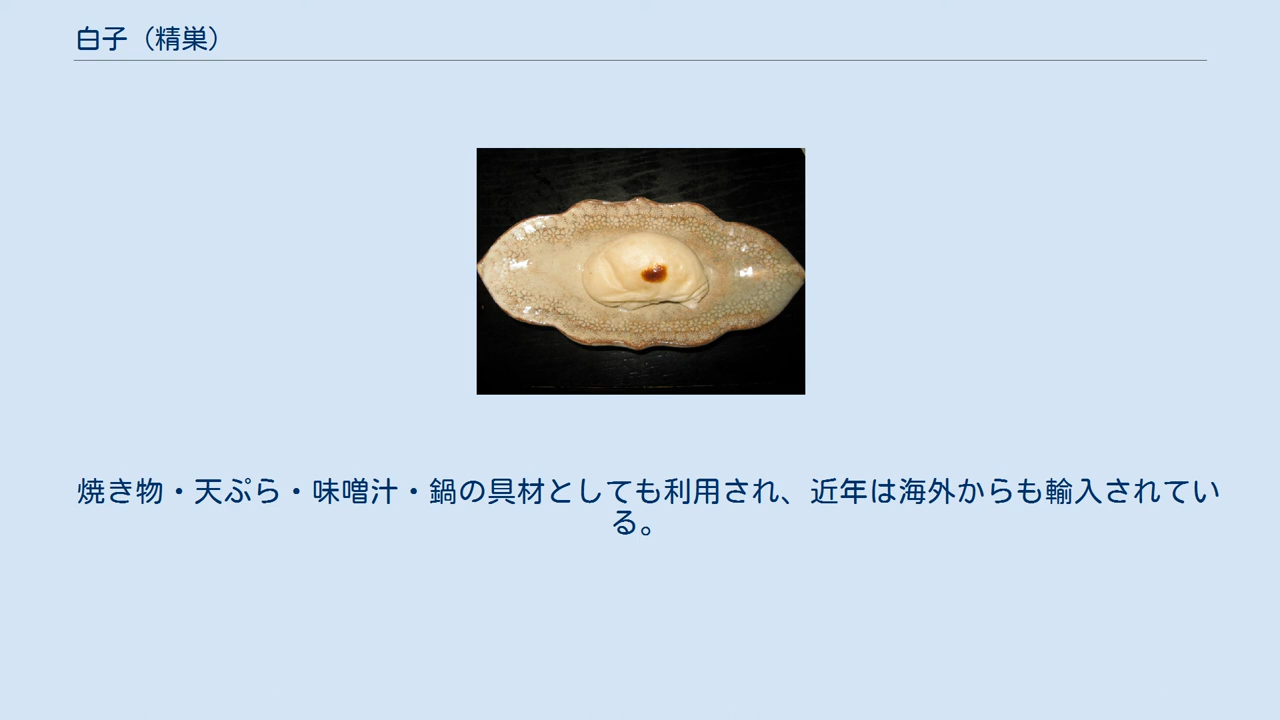 白子（精巣）
焼き物・天ぷら・味噌汁・鍋の具材としても利用され、近年は海外からも輸入されてい
る。